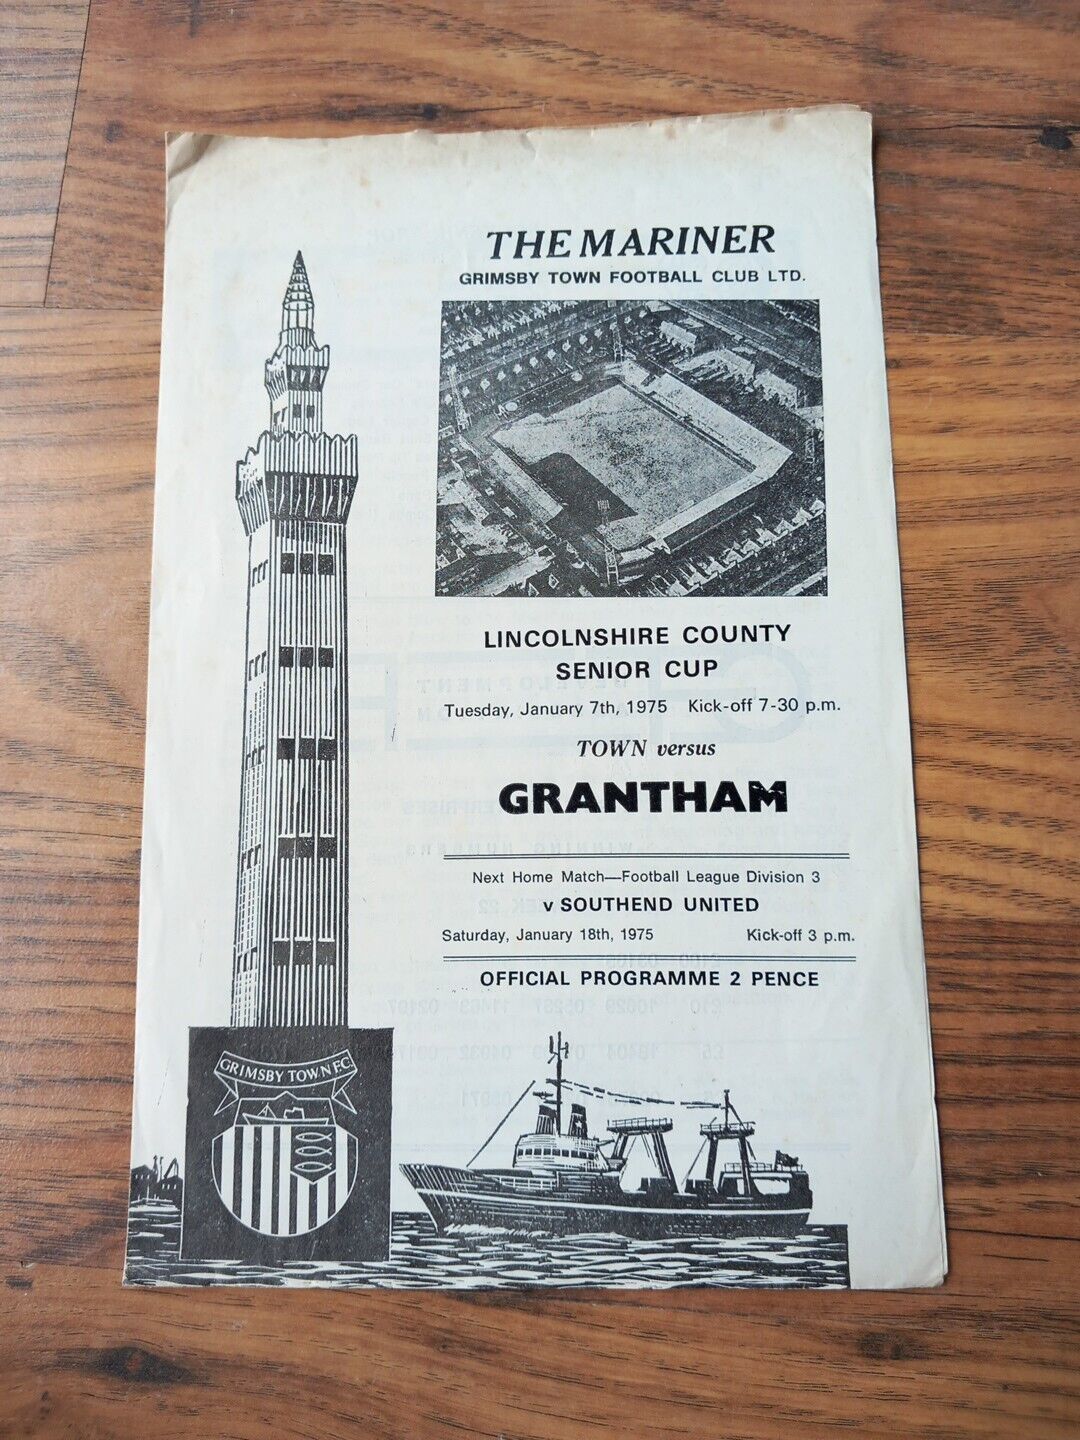 THE MARINER
GRIMSBY TOWN FOOTBALL CLUB LTD.
LINCOLNSHIRE COUNTY
SENIOR CUP
Tuesday, January 7th, 1975 Kick-off 7-30 p.m.
TOWN versus
GRANTHAM
Next Home Match—Football League Division 3
v SOUTHEND UNITED
Saturday, January 18th, 1975 Kick-off 3 p.m.
OFFICIAL PROGRAMME 2 PENCE
GRIMSBY TOWN F.C.